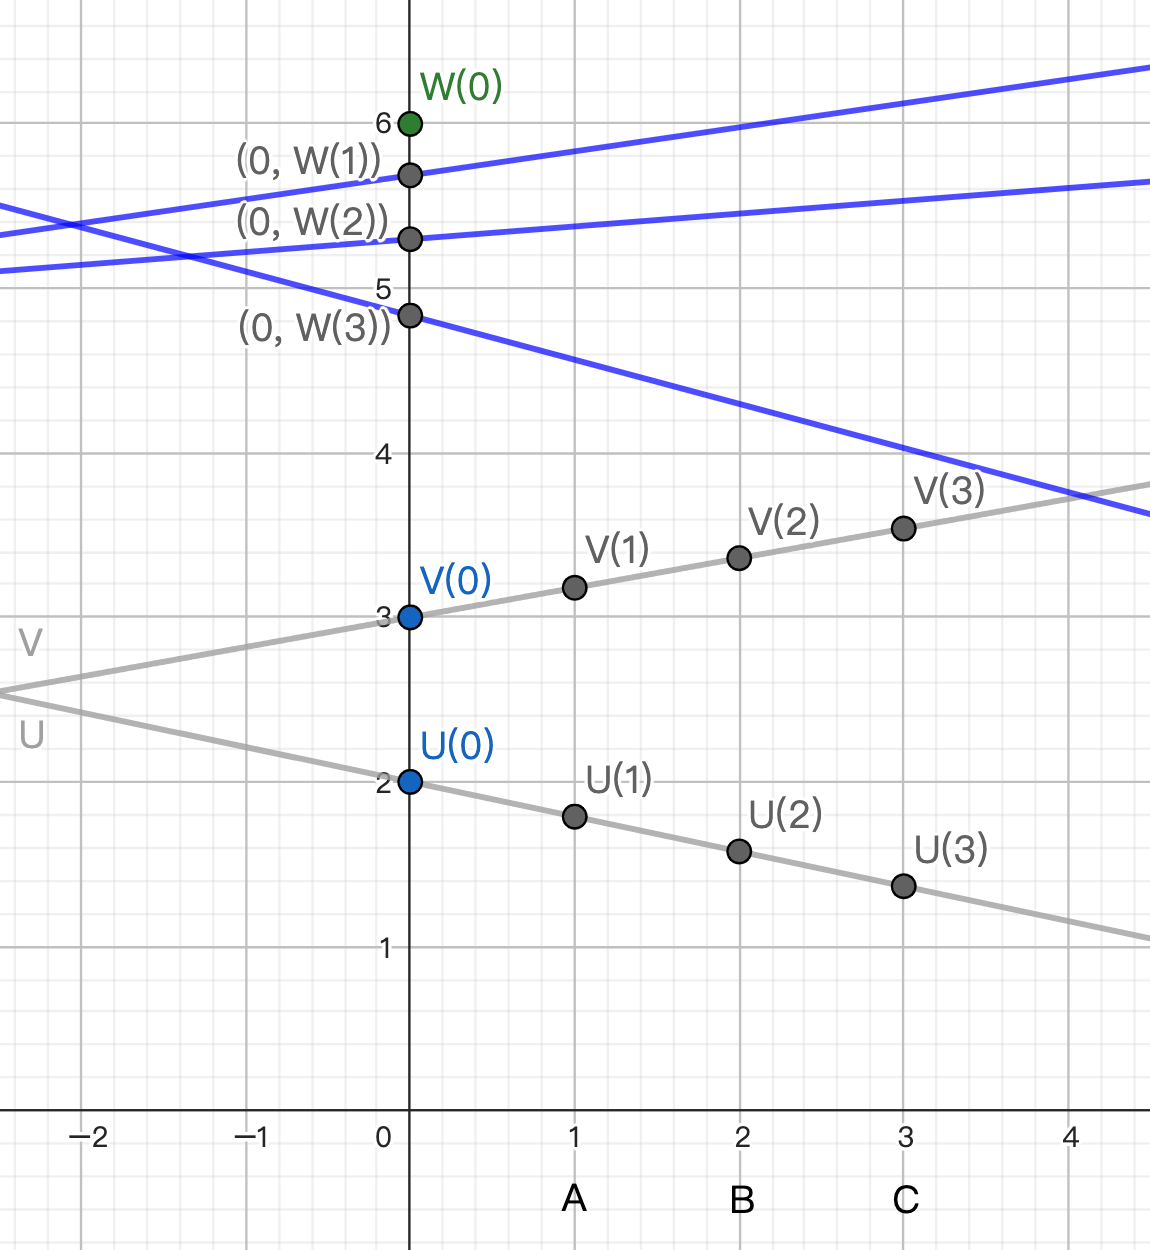 W(0)
6
(0, W(1))
(0, W(2))
5
(0, W(3))
4
V(3)
V(2)
V(1)
V(0)
3
V
U
U(0)
2
U(1)
U(2)
U(3)
1
−2 −1 0 1 2 3 4
A B C